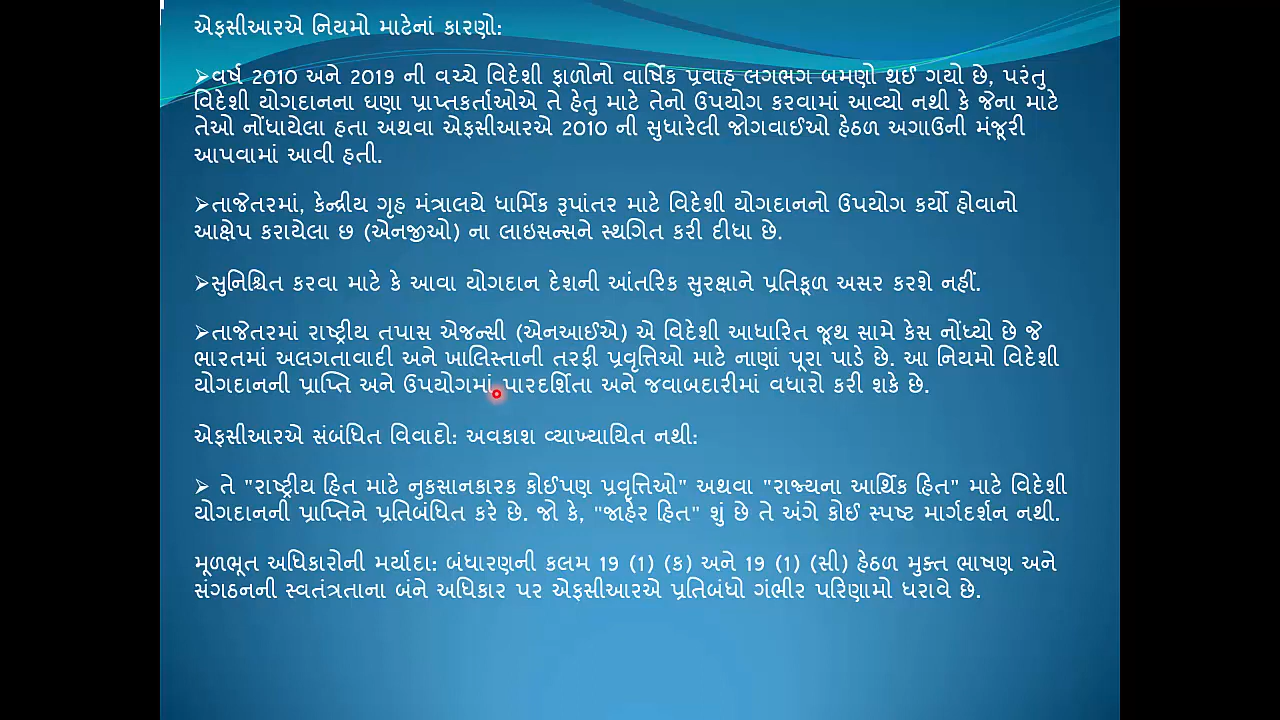 એફસીઆરએ નિયમો માટેનાં કારણો:
➢વર્ષ 2010 અને 2019 ની વચ્ચે વિદેશી ફાળોનો વાર્ષિક પ્રવાહ લગભગ બમણો થઈ ગયો છે, પરંતુ
વિદેશી યોગદાનના ઘણા પ્રાપ્તકર્તાઓએ તે હેતુ માટે તેનો ઉપયોગ કરવામાં આવ્યો નથી કે જેના માટે
તેઓ નોંધાયેલા હતા અથવા એફસીઆરએ 2010 ની સુધારેલી જોગવાઈઓ હેઠળ અગાઉની મંજૂરી
આપવામાં આવી હતી.
➢તાજેતરમાં, કેન્દ્રીય ગૃહ મંત્રાલયે ધાર્મિક રૂપાંતર માટે વિદેશી યોગદાનનો ઉપયોગ કર્યો હોવાનો
આક્ષેપ કરાયેલા છ (એનજીઓ) ના લાઇસન્સને સ્થગિત કરી દીધા છે.
➢સુનિશ્ચિત કરવા માટે કે આવા યોગદાન દેશની આંતરિક સુરક્ષાને પ્રતિકૂળ અસર કરશે નહીં.
➢તાજેતરમાં રાષ્ટ્રીય તપાસ એજન્સી (એનઆઈએ) એ વિદેશી આધારિત જૂથ સામે કેસ નોંધ્યો છે જે
ભારતમાં અલગતાવાદી અને ખાલિસ્તાની તરફી પ્રવૃત્તિઓ માટે નાણાં પૂરા પાડે છે. આ નિયમો વિદેશી
યોગદાનની પ્રાપ્તિ અને ઉપયોગમાં પારદર્શિતા અને જવાબદારીમાં વધારો કરી શકે છે.
એફસીઆરએ સંબંધિત વિવાદો: અવકાશ વ્યાખ્યાયિત નથી:
➢ તે "રાષ્ટ્રીય હિત માટે નુકસાનકારક કોઈપણ પ્રવૃત્તિઓ" અથવા "રાજ્યના આર્થિક હિત" માટે વિદેશી
યોગદાનની પ્રાપ્તિને પ્રતિબંધિત કરે છે. જો કે, "જાહેર હિત" શું છે તે અંગે કોઈ સ્પષ્ટ માર્ગદર્શન નથી.
મૂળભૂત અધિકારોની મર્યાદા: બંધારણની કલમ 19 (1) (ક) અને 19 (1) (સી) હેઠળ મુક્ત ભાષણ અને
સંગઠનની સ્વતંત્રતાના બંને અધિકાર પર એફસીઆરએ પ્રતિબંધો ગંભીર પરિણામો ધરાવે છે.